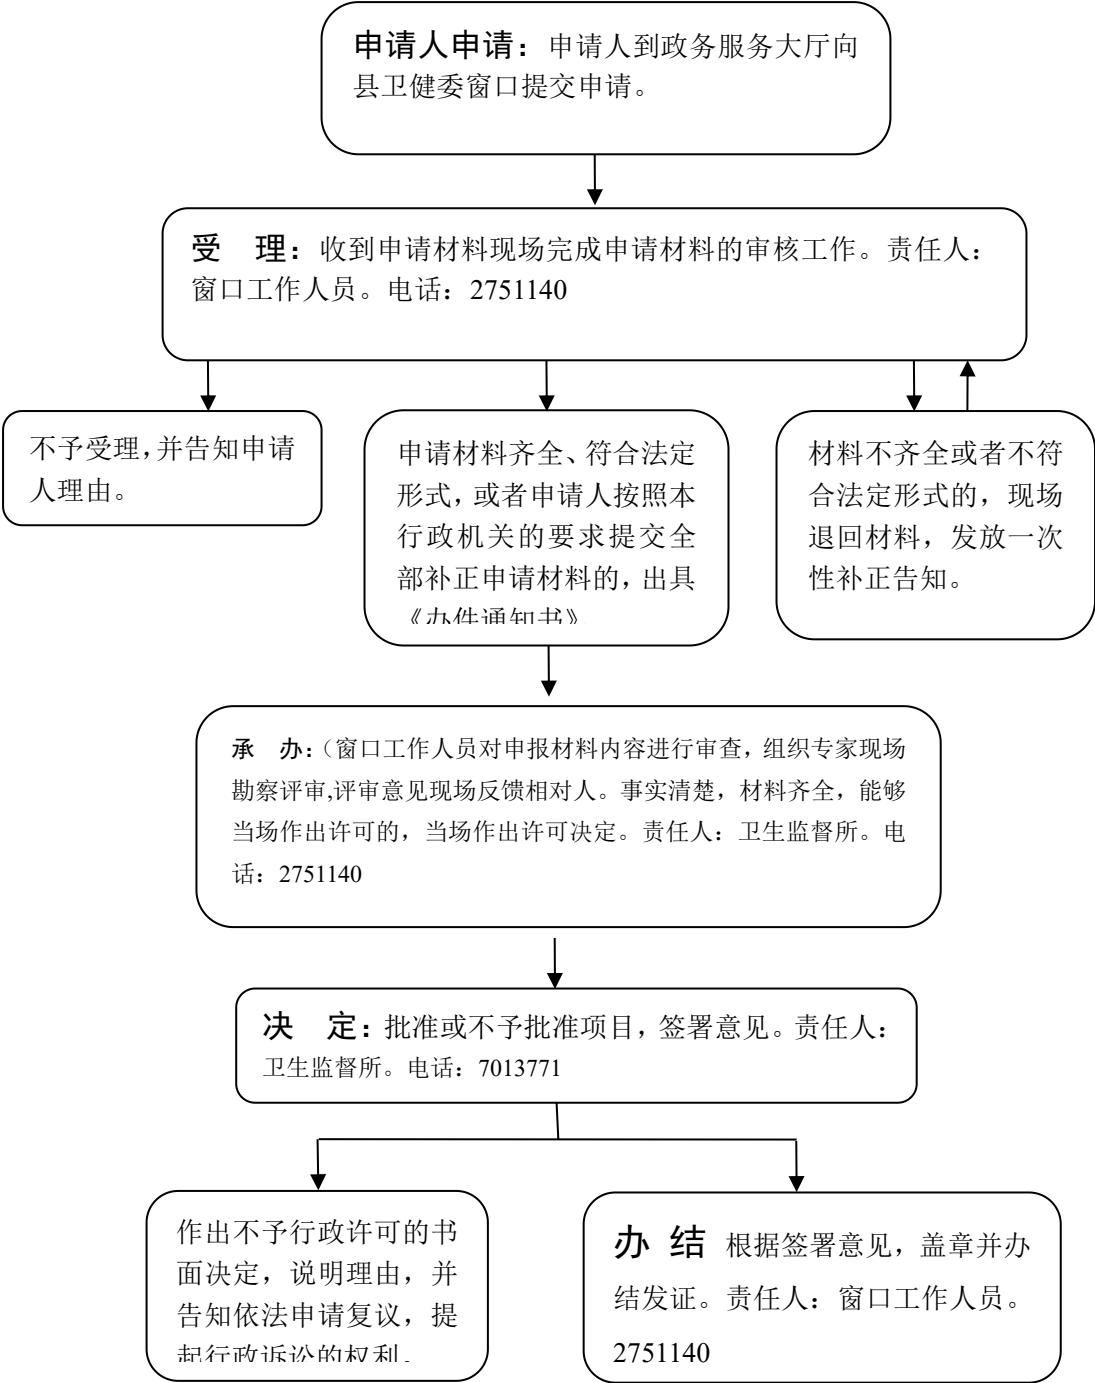 申请人申请：申请人到政务服务大厅向
县卫健委窗口提交申请。
受　理：收到申请材料现场完成申请材料的审核工作。责任人：
窗口工作人员。电话：2751140
不予受理，并告知申请
人理由。
申请材料齐全、符合法定
形式，或者申请人按照本
行政机关的要求提交全
部补正申请材料的，出具
《办件通知书》
材料不齐全或者不符
合法定形式的，现场
退回材料，发放一次
性补正告知。
承　办：（窗口工作人员对申报材料内容进行审查，组织专家现场
勘察评审,评审意见现场反馈相对人。事实清楚，材料齐全，能够
当场作出许可的，当场作出许可决定。责任人：卫生监督所。电
话：2751140
决　定：批准或不予批准项目，签署意见。责任人：
卫生监督所。电话：7013771
作出不予行政许可的书
面决定，说明理由，并
告知依法申请复议，提
起行政诉讼的权利。
办 结 根据签署意见，盖章并办
结发证。责任人：窗口工作人员。
2751140